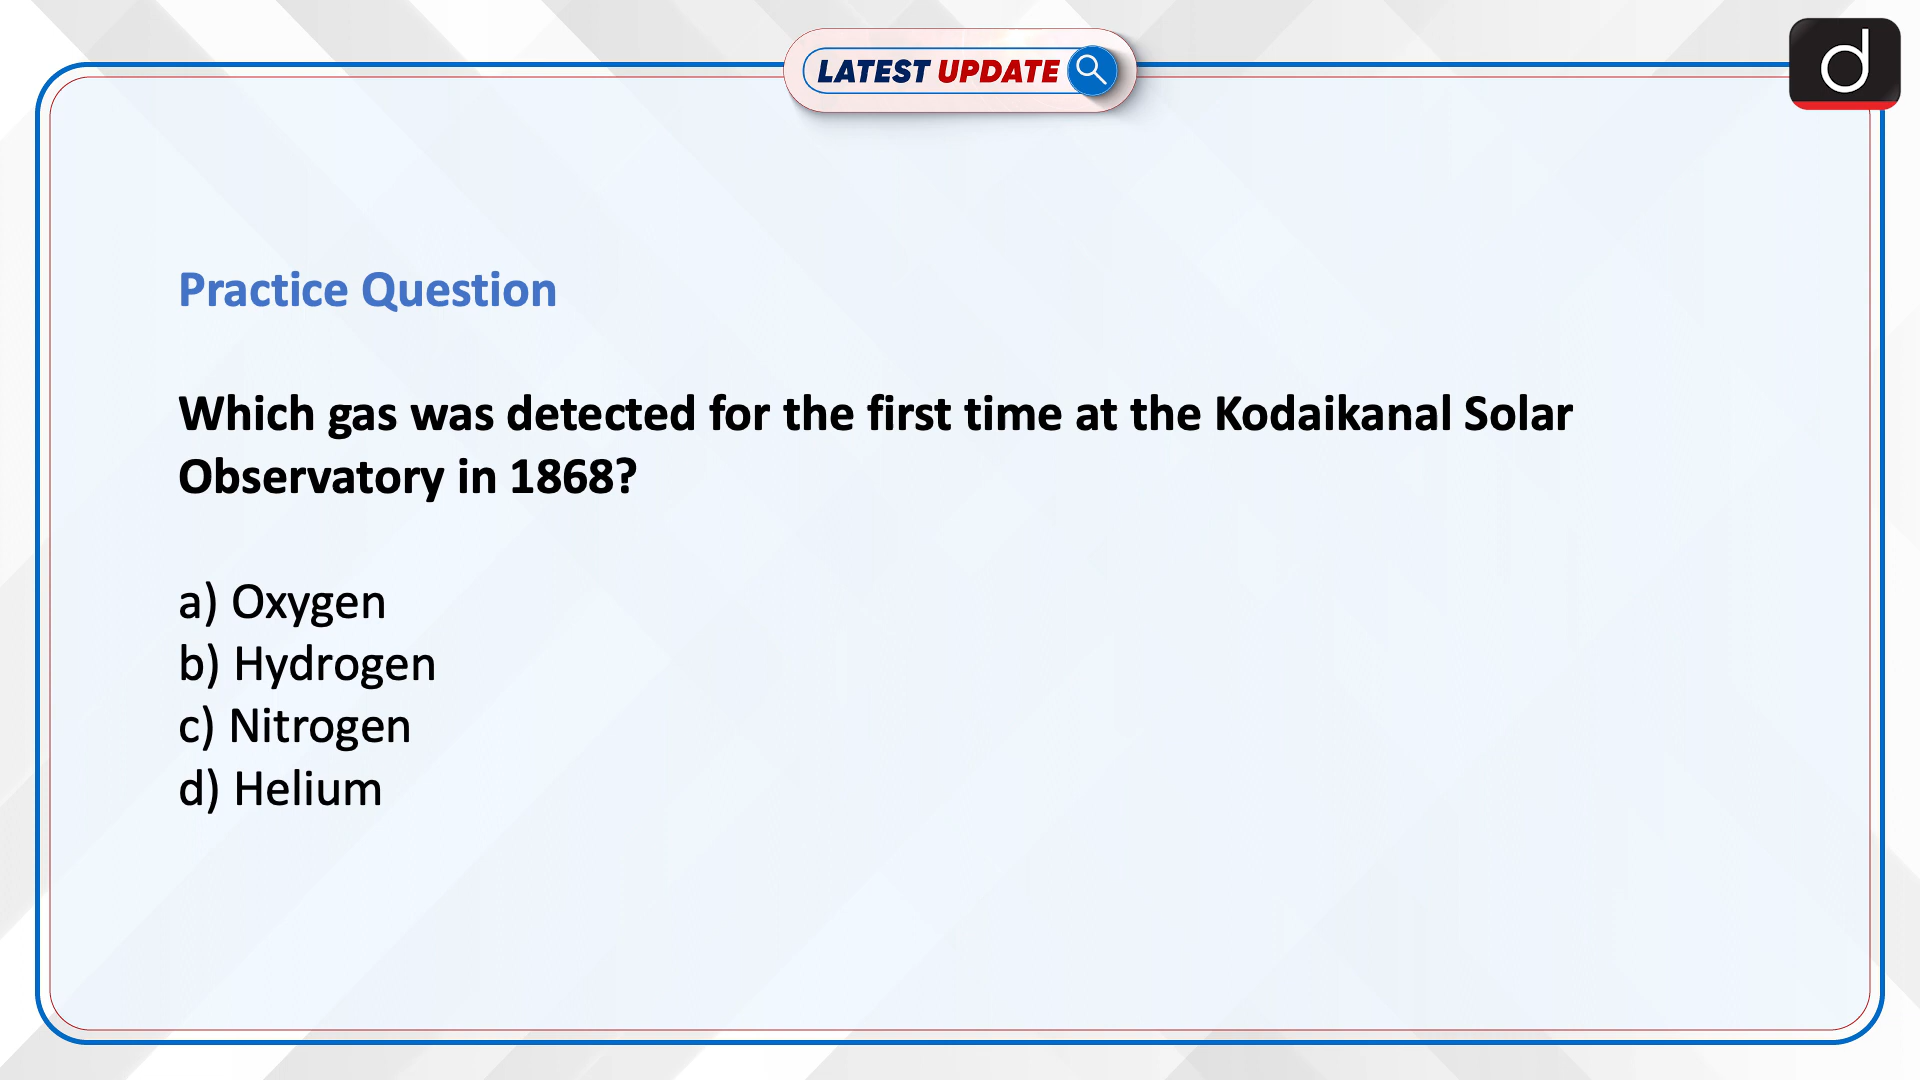 LATEST UPDATE
d
Practice Question
Which gas was detected for the first time at the Kodaikanal Solar
Observatory in 1868?
a) Oxygen
b) Hydrogen
c) Nitrogen
d) Helium